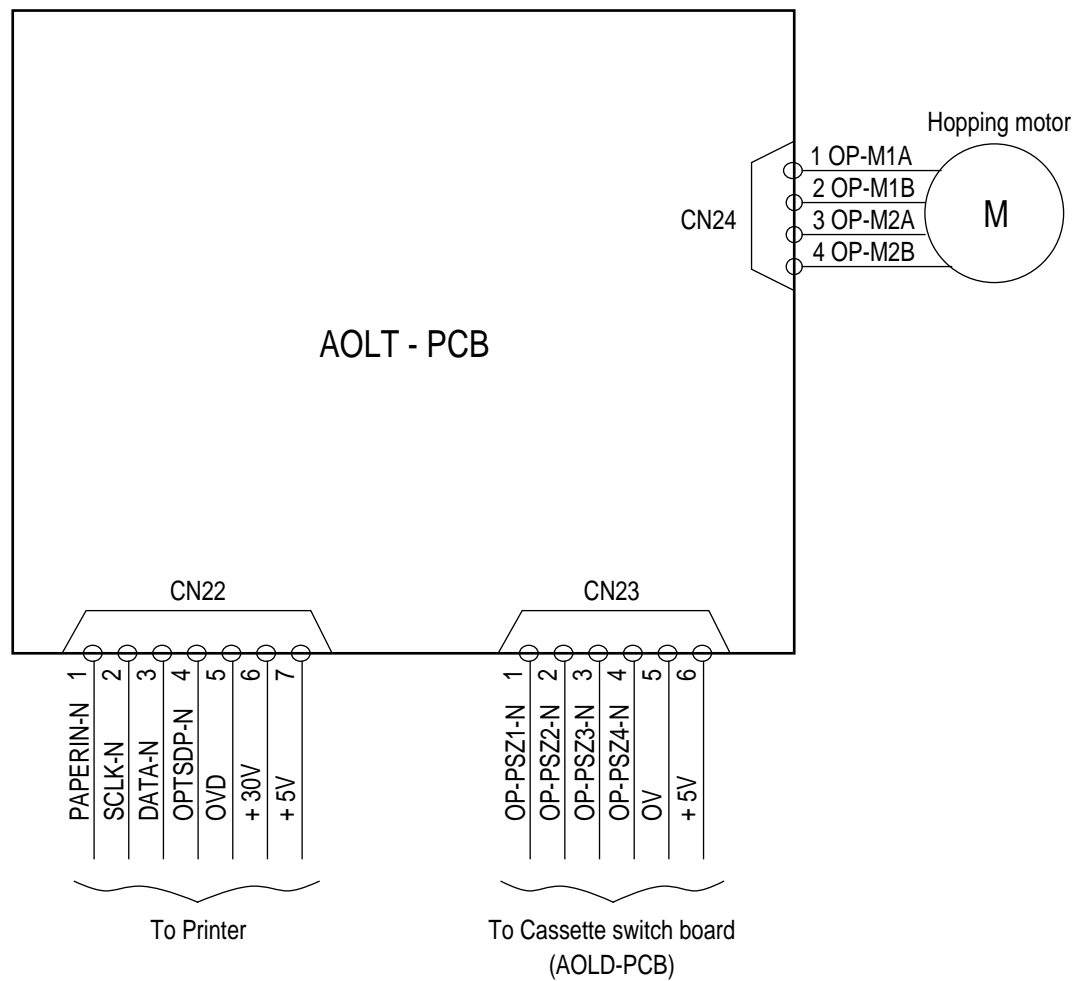 Hopping motor
1 OP-M1A
2 OP-M1B
3 OP-M2A
4 OP-M2B
CN24
M
AOLT - PCB
CN22
CN23
PAPERIN-N 1
SCLK-N 2
DATA-N 3
OPTSDP-N 4
OVD 5
+ 30V 6
+ 5V 7
OP-PSZ1-N 1
OP-PSZ2-N 2
OP-PSZ3-N 3
OP-PSZ4-N 4
OV 5
+ 5V 6
To Printer
To Cassette switch board
(AOLD-PCB)